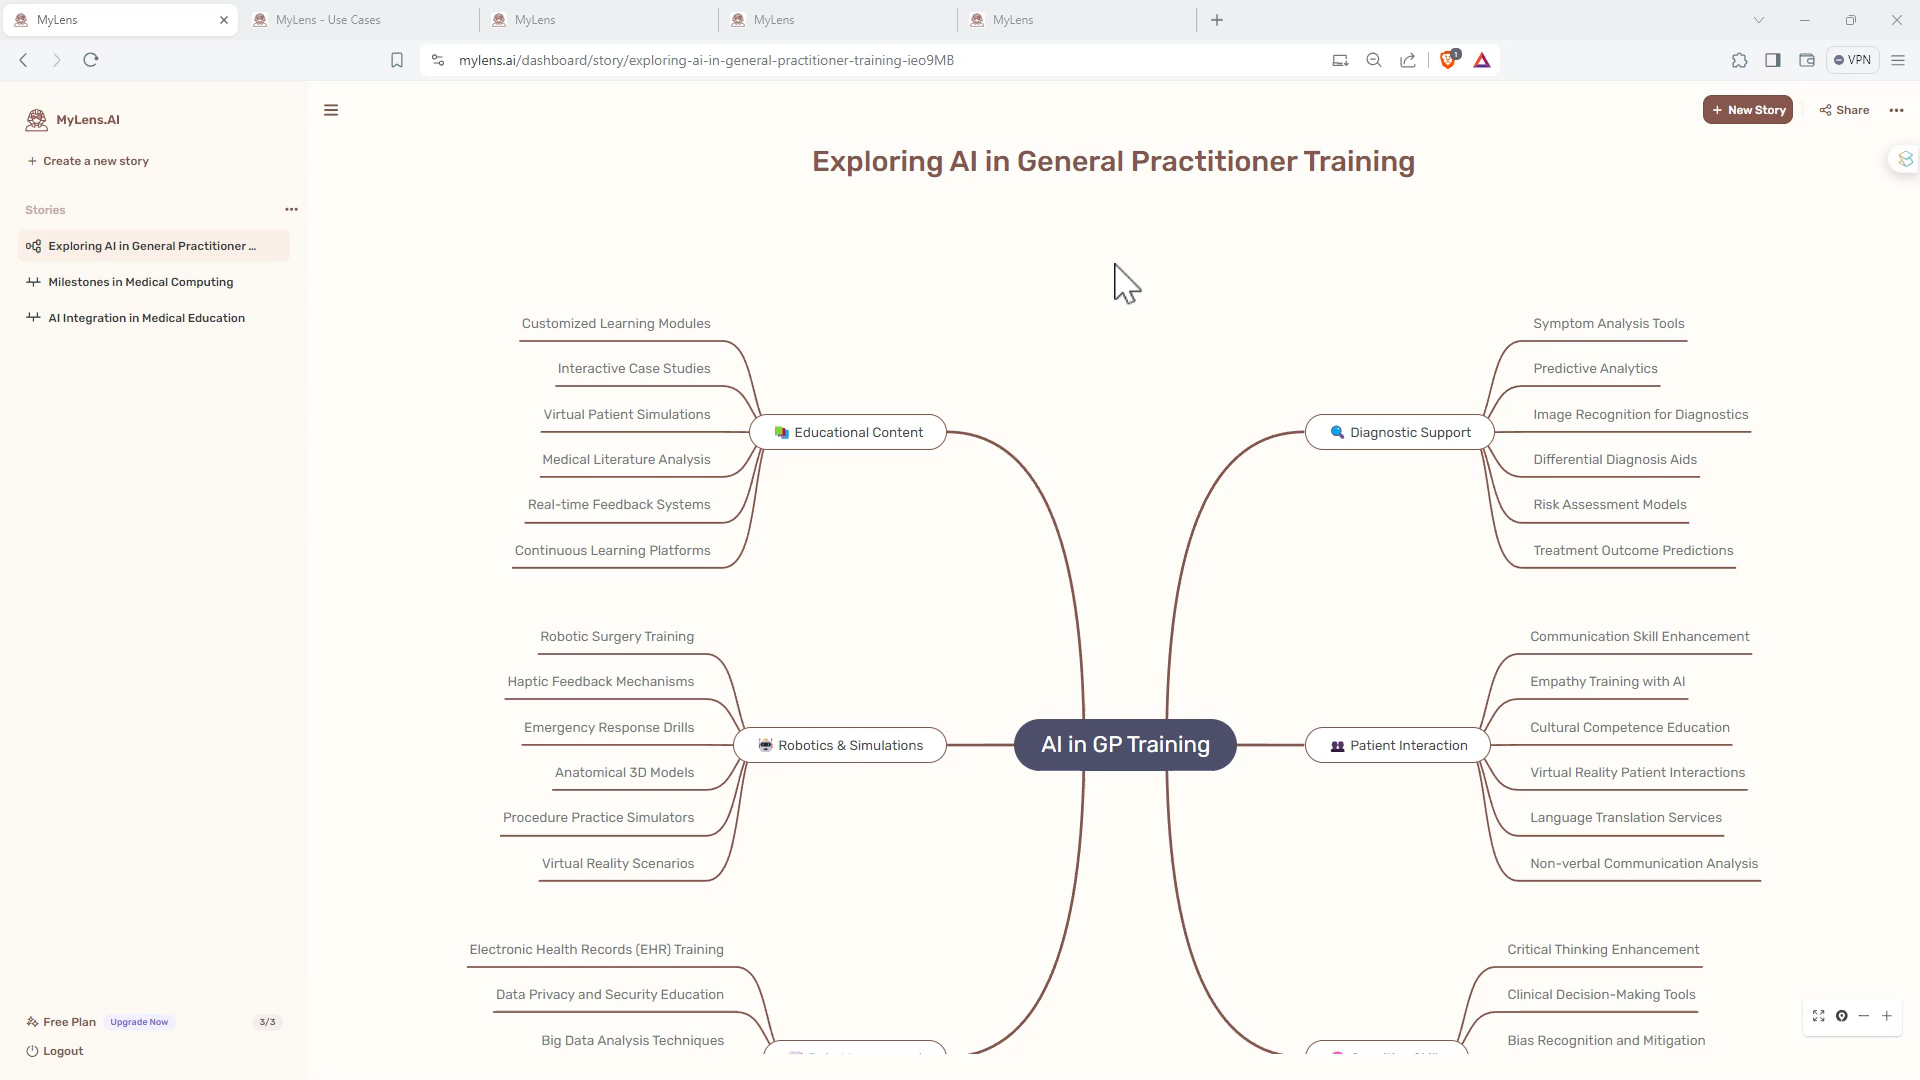 MyLens
MyLens - Use Cases
MyLens
MyLens
MyLens
mylens.ai/dashboard/story/exploring-ai-in-general-practitioner-training-ieo9MB
1
VPN
MyLens.AI
+ Create a new story
Stories
Exploring AI in General Practitioner ...
Milestones in Medical Computing
AI Integration in Medical Education
Free Plan
Upgrade Now
3/3
Logout
+ New Story
Share
Exploring AI in General Practitioner Training
Customized Learning Modules
Interactive Case Studies
Virtual Patient Simulations
Medical Literature Analysis
Real-time Feedback Systems
Continuous Learning Platforms
Educational Content
Symptom Analysis Tools
Predictive Analytics
Image Recognition for Diagnostics
Differential Diagnosis Aids
Risk Assessment Models
Treatment Outcome Predictions
Diagnostic Support
Robotic Surgery Training
Haptic Feedback Mechanisms
Emergency Response Drills
Anatomical 3D Models
Procedure Practice Simulators
Virtual Reality Scenarios
Robotics & Simulations
AI in GP Training
Patient Interaction
Communication Skill Enhancement
Empathy Training with AI
Cultural Competence Education
Virtual Reality Patient Interactions
Language Translation Services
Non-verbal Communication Analysis
Electronic Health Records (EHR) Training
Data Privacy and Security Education
Big Data Analysis Techniques
Critical Thinking Enhancement
Clinical Decision-Making Tools
Bias Recognition and Mitigation